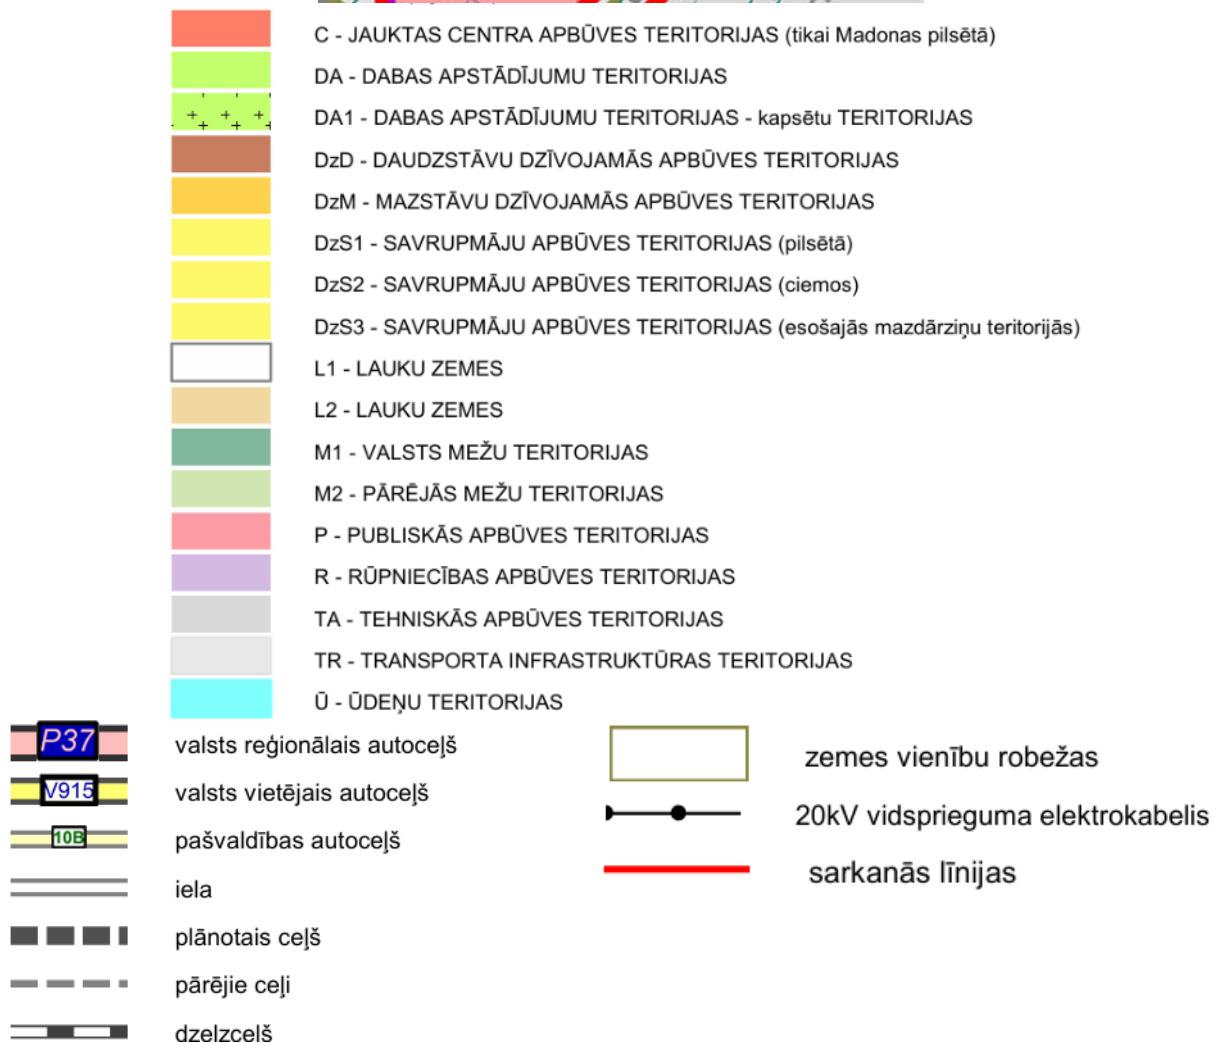 C - JAUKTAS CENTRA APBŪVES TERITORIJAS (tikai Madonas pilsētā)
DA - DABAS APSTĀDĪJUMU TERITORIJAS
DA1 - DABAS APSTĀDĪJUMU TERITORIJAS - kapsētu TERITORIJAS
DzD - DAUDZSTĀVU DZĪVOJAMĀS APBŪVES TERITORIJAS
DzM - MAZSTĀVU DZĪVOJAMĀS APBŪVES TERITORIJAS
DzS1 - SAVRUPMĀJU APBŪVES TERITORIJAS (pilsētā)
DzS2 - SAVRUPMĀJU APBŪVES TERITORIJAS (ciemos)
DzS3 - SAVRUPMĀJU APBŪVES TERITORIJAS (esošajās mazdārziņu teritorijās)
L1 - LAUKU ZEMES
L2 - LAUKU ZEMES
M1 - VALSTS MEŽU TERITORIJAS
M2 - PĀRĒJĀS MEŽU TERITORIJAS
P - PUBLISKĀS APBŪVES TERITORIJAS
R - RŪPNIECĪBAS APBŪVES TERITORIJAS
TA - TEHNISKĀS APBŪVES TERITORIJAS
TR - TRANSPORTA INFRASTRUKTŪRAS TERITORIJAS
Ū - ŪDEŅU TERITORIJAS
P37 valsts reģionālais autoceļš
V915 valsts vietējais autoceļš
10B pašvaldības autoceļš
iela
plānotais ceļš
pārējie ceļi
dzelzceļš
zemes vienību robežas
20kV vidsprieguma elektrokabelis
sarkanās līnijas